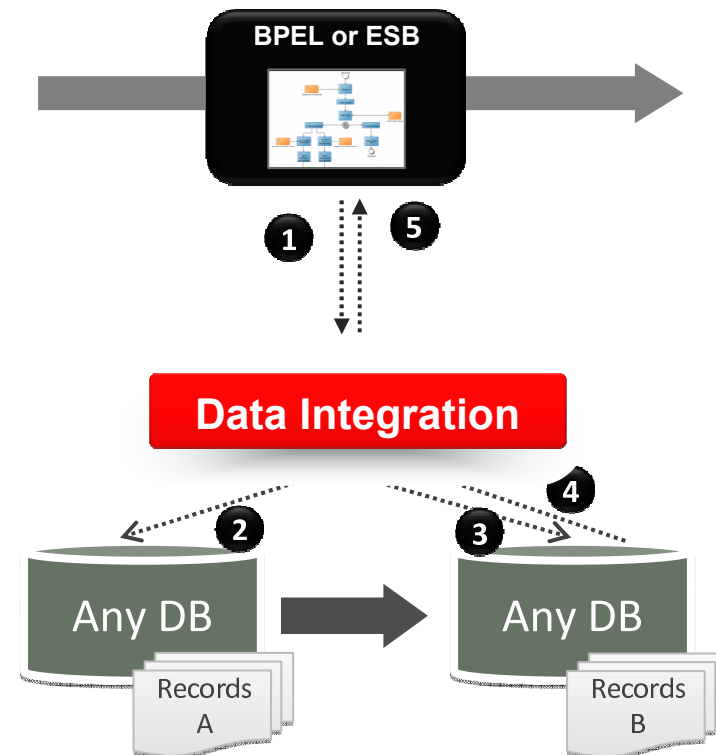 BPEL or ESB
1
5
Data Integration
2
3
4
Any DB
Any DB
Records
A
Records
B